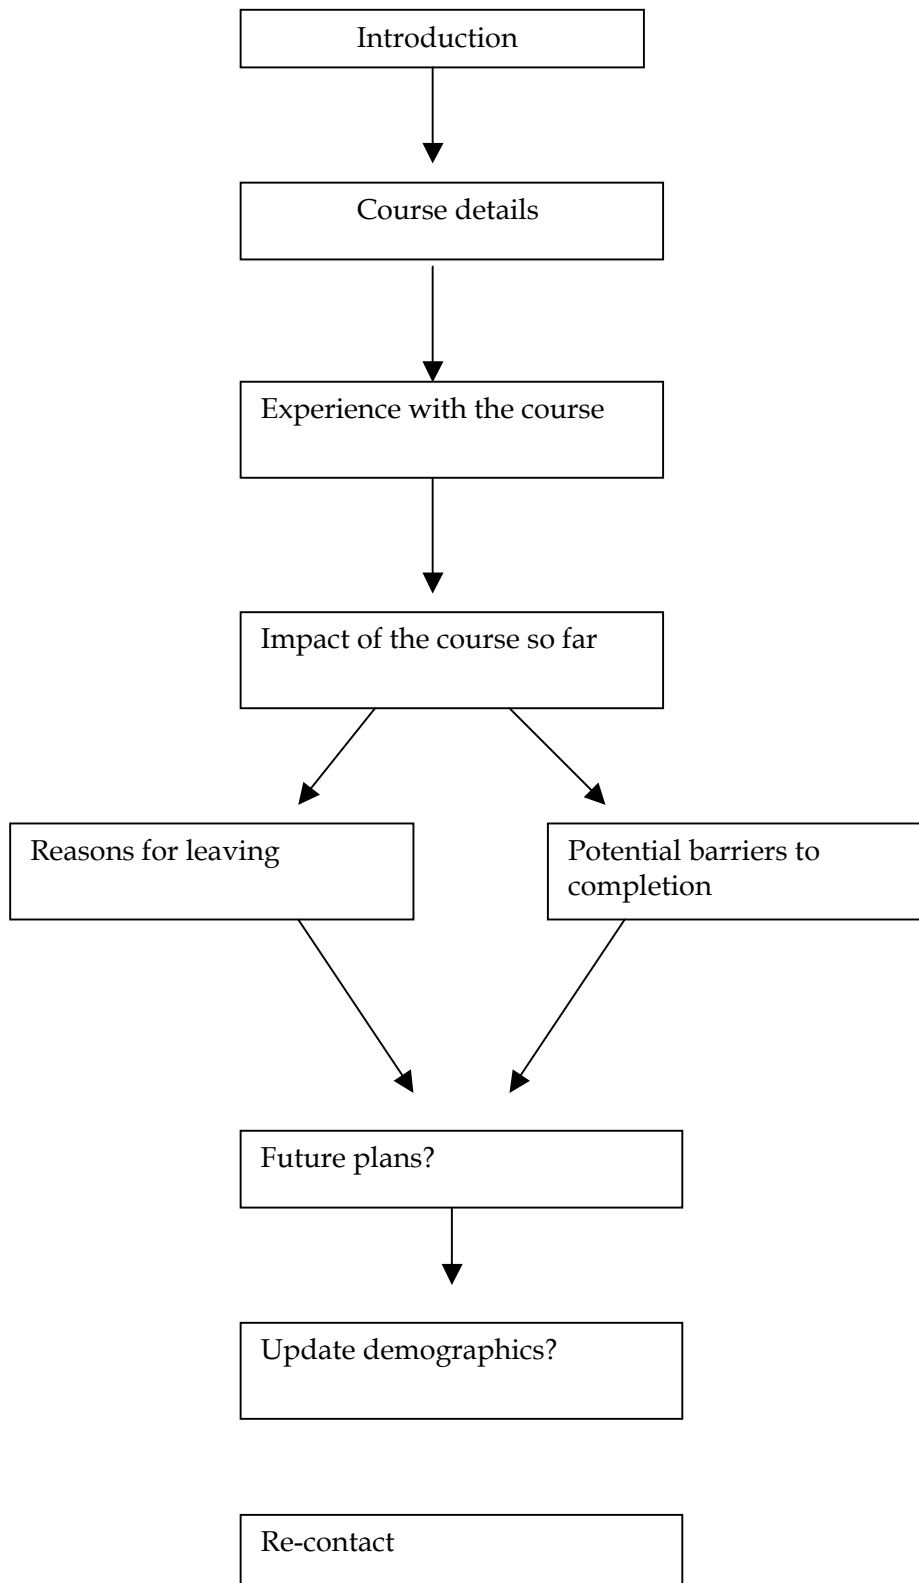 Introduction
Course details
Experience with the course
Impact of the course so far
Reasons for leaving
Potential barriers to
completion
Future plans?
Update demographics?
Re-contact